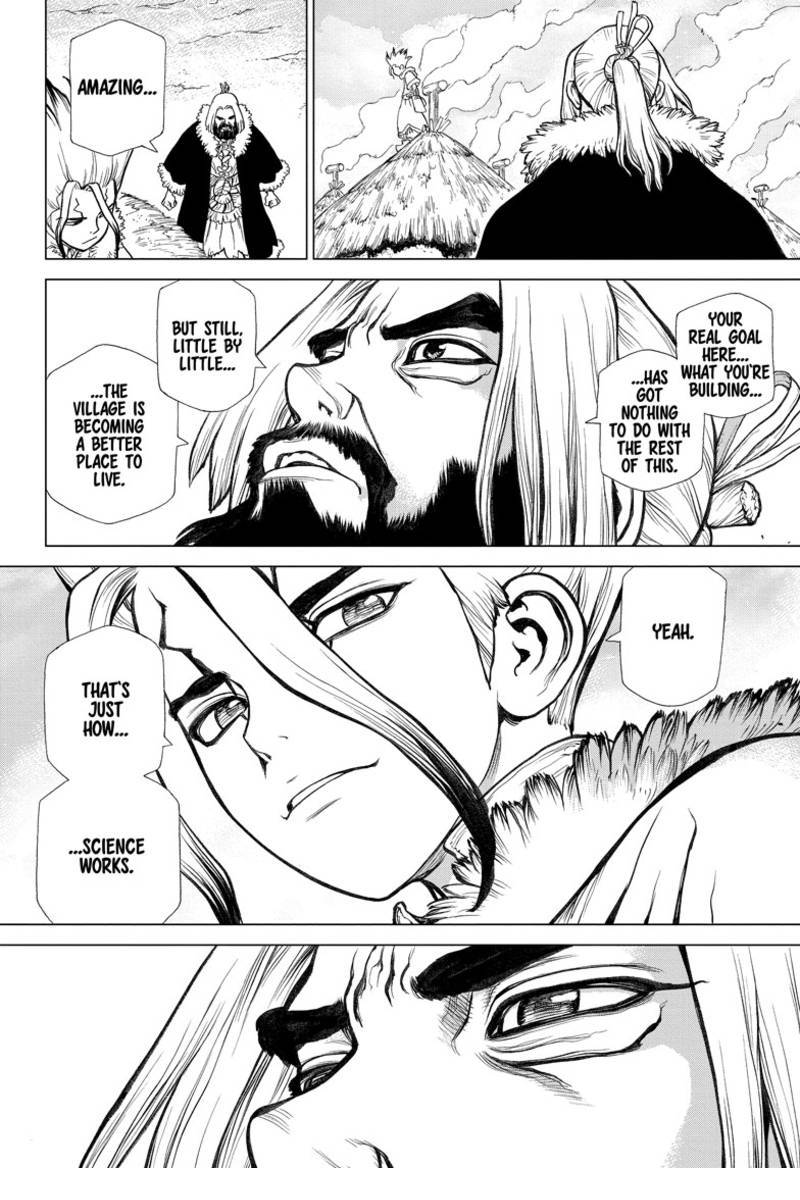 AMAZING...
YOUR
REAL GOAL
HERE...
WHAT YOU'RE
BUILDING...
...HAS
GOT
NOTHING
TO DO WITH
THE REST
OF THIS.
BUT STILL,
LITTLE BY
LITTLE...
...THE
VILLAGE IS
BECOMING
A BETTER
PLACE TO
LIVE.
YEAH.
THAT'S
JUST
HOW...
...SCIENCE
WORKS.